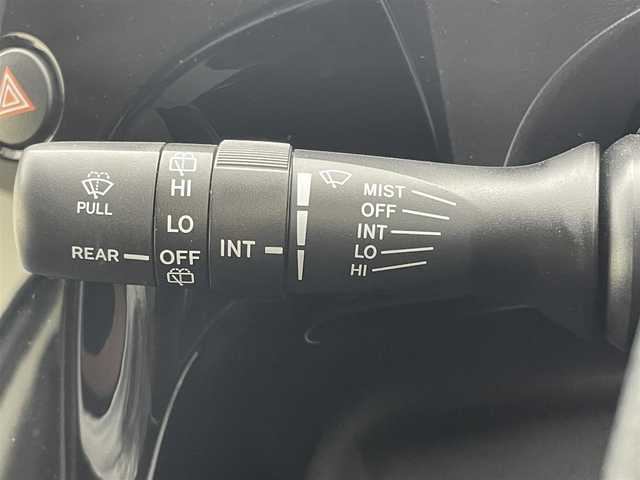 PULL
REAR
HI
LO
OFF
INT
MIST
OFF
INT
LO
HI